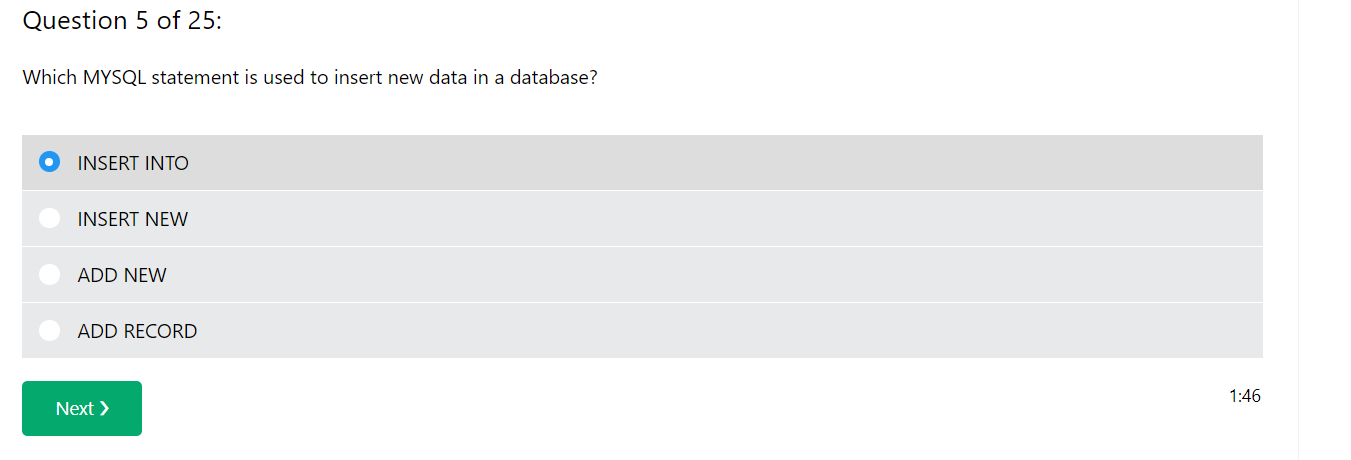 Question 5 of 25:
Which MYSQL statement is used to insert new data in a database?
INSERT INTO
INSERT NEW
ADD NEW
ADD RECORD
Next ❯
1:46